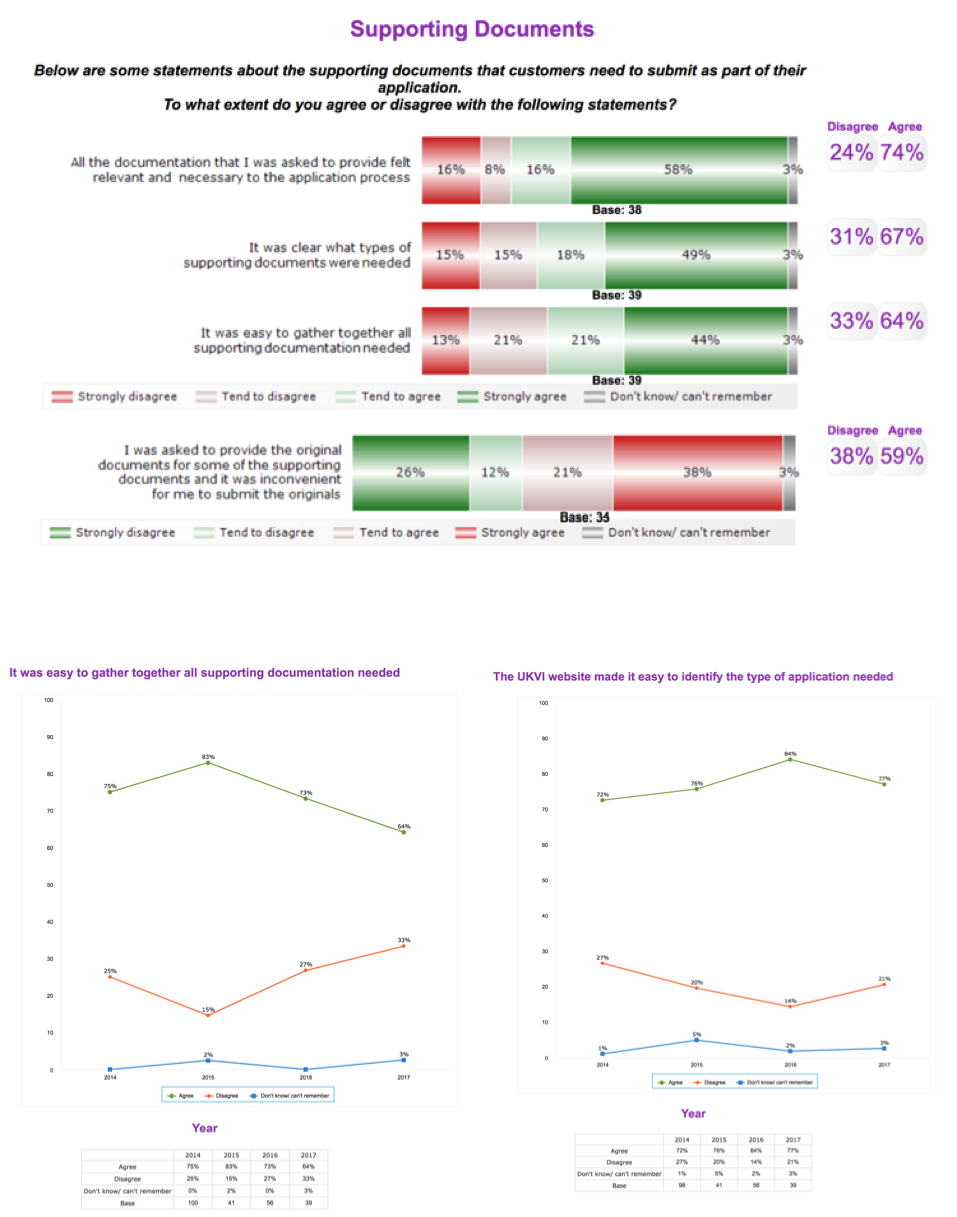 Supporting Documents
Below are some statements about the supporting documents that customers need to submit as part of their
application.
To what extent do you agree or disagree with the following statements?
Disagree Agree
All the documentation that I was asked to provide felt
relevant and necessary to the application process
16% 8% 16% 58% 3%
24% 74%
Base: 38
It was clear what types of
supporting documents were needed
15% 15% 18% 49% 3%
31% 67%
Base: 39
It was easy to gather together all
supporting documentation needed
13% 21% 21% 44% 3%
33% 64%
Base: 39
Strongly disagree Tend to disagree Tend to agree Strongly agree Don't know/ can't remember
Disagree Agree
I was asked to provide the original
documents for some of the supporting
documents and it was inconvenient
for me to submit the originals
26% 12% 21% 38% 3%
38% 59%
Base:
Strongly disagree Tend to disagree Tend to agree Strongly agree Don't know/ can't remember
It was easy to gather together all supporting documentation needed
100
90
80
70
60
50
40
30
20
10
0
75% 83% 73% 64%
25% 15% 27% 33%
2% 3%
2014 2015 2016 2017
Agree Disagree Don't know/ can't remember
Year
2014 2015 2016 2017
Agree 75% 83% 73% 64%
Disagree 25% 15% 27% 33%
Don't know/ can't remember 0% 2% 0% 3%
Base 100 41 56 39
The UKVI website made it easy to identify the type of application needed
100
90
80
70
60
50
40
30
20
10
0
72% 76% 84% 77%
27% 20% 14% 21%
1% 5% 2% 3%
2014 2015 2016 2017
Agree Disagree Don't know/ can't remember
Year
2014 2015 2016 2017
Agree 72% 76% 84% 77%
Disagree 27% 20% 14% 21%
Don't know/ can't remember 1% 5% 2% 3%
Base 98 41 56 39